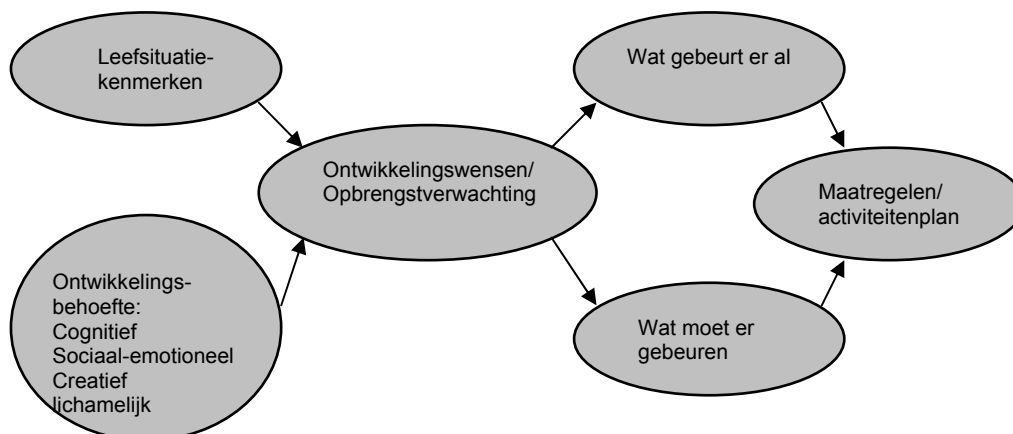 Leefsituatie-
kenmerken
Ontwikkelings-
behoefte:
Cognitief
Sociaal-emotioneel
Creatief
lichamelijk
Ontwikkelingswensen/
Opbrengstverwachting
Wat gebeurt er al
Wat moet er
gebeuren
Maatregelen/
activiteitenplan